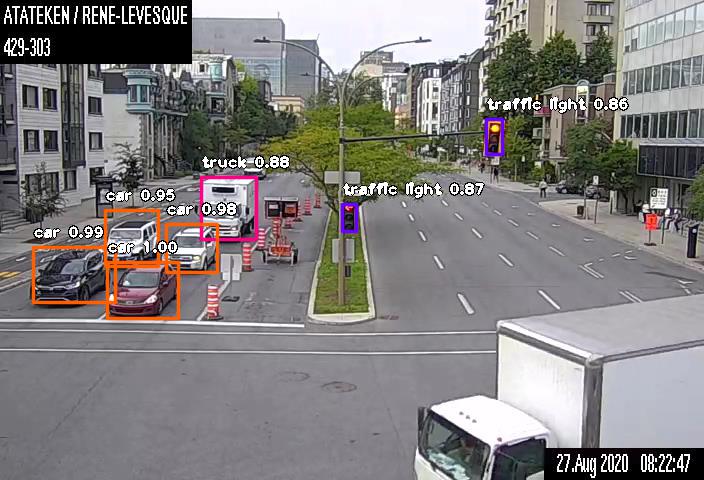 ATATEKEN / RENE-LEVESQUE
429-303
traffic light 0.86
truck 0.88
traffic light 0.87
car 0.95
car 0.98
car 0.99
car 1.00
27.Aug 2020 08:22:47